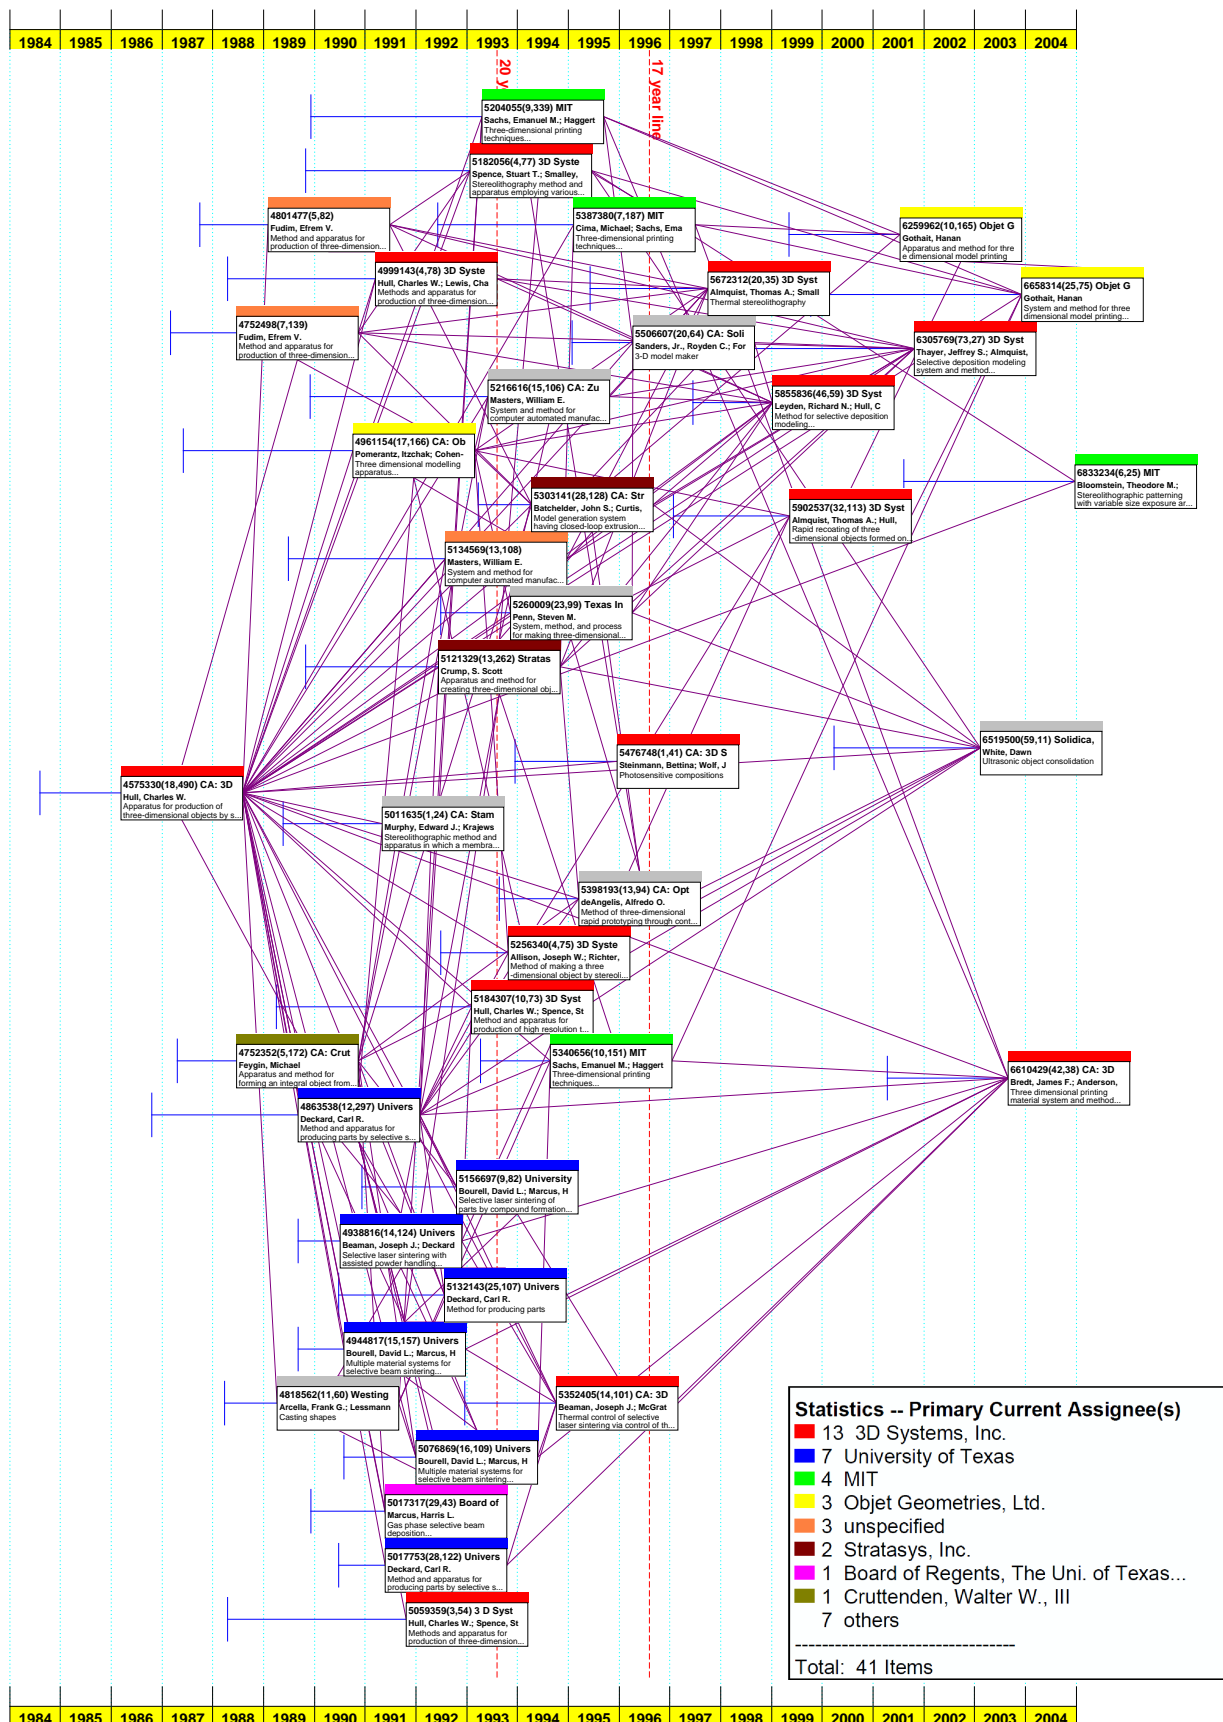 1984 1985 1986 1987 1988 1989 1990 1991 1992 1993 1994 1995 1996 1997 1998 1999 2000 2001 2002 2003 2004
20 y
17 year line
5204055(9,339) MIT
Sachs, Emanuel M.; Haggert
Three-dimensional printing
techniques...
5182056(4,77) 3D Syste
Spence, Stuart T.; Smalley,
Stereolithography method and
apparatus employing various...
4801477(5,82)
Fudim, Efrem V.
Method and apparatus for
production of three-dimension...
5387380(7,187) MIT
Cima, Michael; Sachs, Ema
Three-dimensional printing
techniques...
6259962(10,165) Objet G
Gothait, Hanan
Apparatus and method for thre
e dimensional model printing
4999143(4,78) 3D Syste
Hull, Charles W.; Lewis, Cha
Methods and apparatus for
production of three-dimension...
5672312(20,35) 3D Syst
Almquist, Thomas A.; Small
Thermal stereolithography
6658314(25,75) Objet G
Gothait, Hanan
System and method for three
dimensional model printing...
4752498(7,139)
Fudim, Efrem V.
Method and apparatus for
production of three-dimension...
5506607(20,64) CA: Soli
Sanders, Jr., Royden C.; For
3-D model maker
6305769(73,27) 3D Syst
Thayer, Jeffrey S.; Almquist,
Selective deposition modeling
system and method...
5216616(15,106) CA: Zu
Masters, William E.
System and method for
computer automated manufac...
5855836(46,59) 3D Syst
Leyden, Richard N.; Hull, C
Method for selective deposition
modeling...
4961154(17,166) CA: Ob
Pomerantz, Itzchak; Cohen-
Three dimensional modelling
apparatus...
6833234(6,25) MIT
Bloomstein, Theodore M.;
Stereolithographic patterning
with variable size exposure ar...
5303141(28,128) CA: Str
Batchelder, John S.; Curtis,
Model generation system
having closed-loop extrusion...
5902537(32,113) 3D Syst
Almquist, Thomas A.; Hull,
Rapid recoating of three
-dimensional objects formed on...
5134569(13,108)
Masters, William E.
System and method for
computer automated manufac...
5260009(23,99) Texas In
Penn, Steven M.
System, method, and process
for making three-dimensional...
5121329(13,262) Stratas
Crump, S. Scott
Apparatus and method for
creating three-dimensional obj...
5476748(1,41) CA: 3D S
Steinmann, Bettina; Wolf, J
Photosensitive compositions
6519500(59,11) Solidica,
White, Dawn
Ultrasonic object consolidation
4575330(18,490) CA: 3D
Hull, Charles W.
Apparatus for production of
three-dimensional objects by s...
5011635(1,24) CA: Stam
Murphy, Edward J.; Krajews
Stereolithographic method and
apparatus in which a membra...
5398193(13,94) CA: Opt
deAngelis, Alfredo O.
Method of three-dimensional
rapid prototyping through cont...
5256340(4,75) 3D Syste
Allison, Joseph W.; Richter,
Method of making a three
-dimensional object by stereoli...
5184307(10,73) 3D Syst
Hull, Charles W.; Spence, St
Method and apparatus for
production of high resolution t...
4752352(5,172) CA: Crut
Feygin, Michael
Apparatus and method for
forming an integral object from...
5340656(10,151) MIT
Sachs, Emanuel M.; Haggert
Three-dimensional printing
techniques...
6610429(42,38) CA: 3D
Bredt, James F.; Anderson,
Three dimensional printing
material system and method...
4863538(12,297) Univers
Deckard, Carl R.
Method and apparatus for
producing parts by selective s...
5156697(9,82) University
Bourell, David L.; Marcus, H
Selective laser sintering of
parts by compound formation...
4938816(14,124) Univers
Beaman, Joseph J.; Deckard
Selective laser sintering with
assisted powder handling...
5132143(25,107) Univers
Deckard, Carl R.
Method for producing parts
4944817(15,157) Univers
Bourell, David L.; Marcus, H
Multiple material systems for
selective beam sintering...
4818562(11,60) Westing
Arcella, Frank G.; Lessmann
Casting shapes
5352405(14,101) CA: 3D
Beaman, Joseph J.; McGrat
Thermal control of selective
laser sintering via control of th...
5076869(16,109) Univers
Bourell, David L.; Marcus, H
Multiple material systems for
selective beam sintering...
5017317(29,43) Board of
Marcus, Harris L.
Gas phase selective beam
deposition...
5017753(28,122) Univers
Deckard, Carl R.
Method and apparatus for
producing parts by selective s...
5059359(3,54) 3 D Syst
Hull, Charles W.; Spence, St
Methods and apparatus for
production of three-dimension...
Statistics -- Primary Current Assignee(s)
13 3D Systems, Inc.
7 University of Texas
4 MIT
3 Objet Geometries, Ltd.
3 unspecified
2 Stratasys, Inc.
1 Board of Regents, The Uni. of Texas...
1 Cruttenden, Walter W., III
7 others
---------------------------------
Total: 41 Items
1984 1985 1986 1987 1988 1989 1990 1991 1992 1993 1994 1995 1996 1997 1998 1999 2000 2001 2002 2003 2004